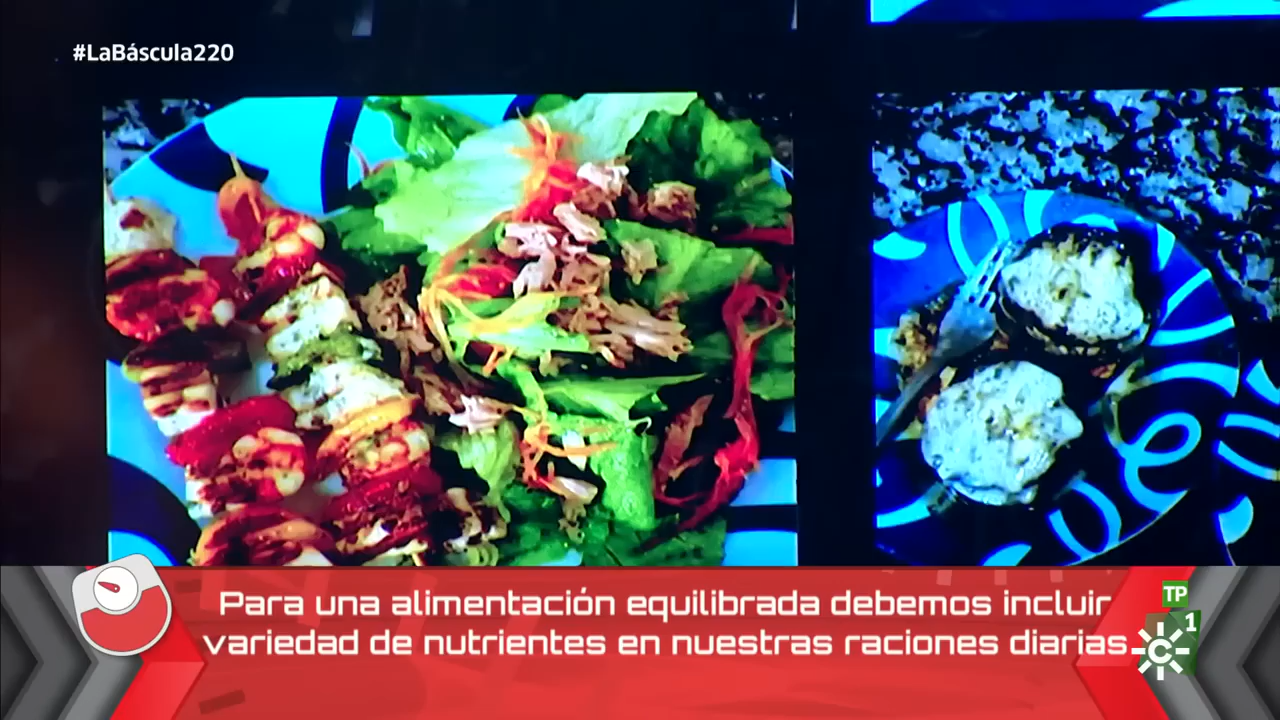 #LaBáscula220
Para una alimentación equilibrada debemos incluir
variedad de nutrientes en nuestras raciones diarias
TP
1